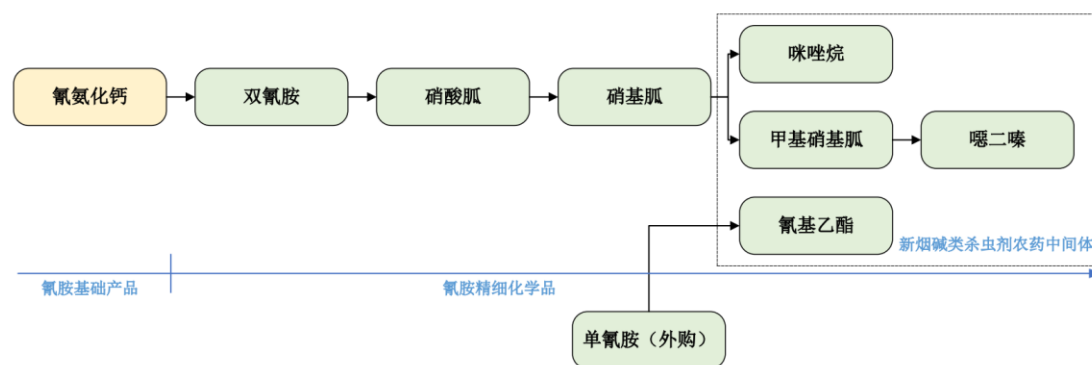 咪唑烷
氰氨化钙
双氰胺
硝酸胍
硝基胍
甲基硝基胍
噁二嗪
氰基乙酯
新烟碱类杀虫剂农药中间体
氰胺基础产品
氰胺精细化学品
单氰胺（外购）